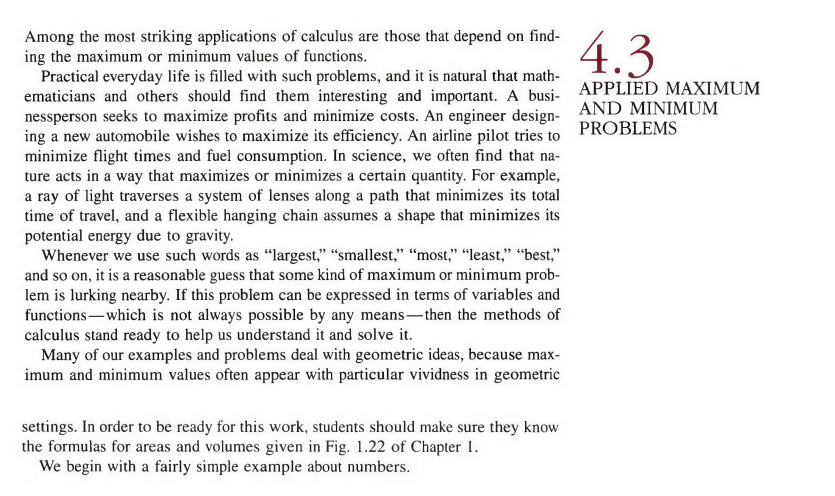 Among the most striking applications of calculus are those that depend on find-
ing the maximum or minimum values of functions.
Practical everyday life is filled with such problems, and it is natural that math-
ematicians and others should find them interesting and important. A busi-
nessperson seeks to maximize profits and minimize costs. An engineer design-
ing a new automobile wishes to maximize its efficiency. An airline pilot tries to
minimize flight times and fuel consumption. In science, we often find that na-
ture acts in a way that maximizes or minimizes a certain quantity. For example,
a ray of light traverses a system of lenses along a path that minimizes its total
time of travel, and a flexible hanging chain assumes a shape that minimizes its
potential energy due to gravity.
Whenever we use such words as “largest,” “smallest,” “most,” “least,” “best,”
and so on, it is a reasonable guess that some kind of maximum or minimum prob-
lem is lurking nearby. If this problem can be expressed in terms of variables and
functions—which is not always possible by any means—then the methods of
calculus stand ready to help us understand it and solve it.
Many of our examples and problems deal with geometric ideas, because max-
imum and minimum values often appear with particular vividness in geometric
settings. In order to be ready for this work, students should make sure they know
the formulas for areas and volumes given in Fig. 1.22 of Chapter 1.
We begin with a fairly simple example about numbers.
4.3
APPLIED MAXIMUM
AND MINIMUM
PROBLEMS